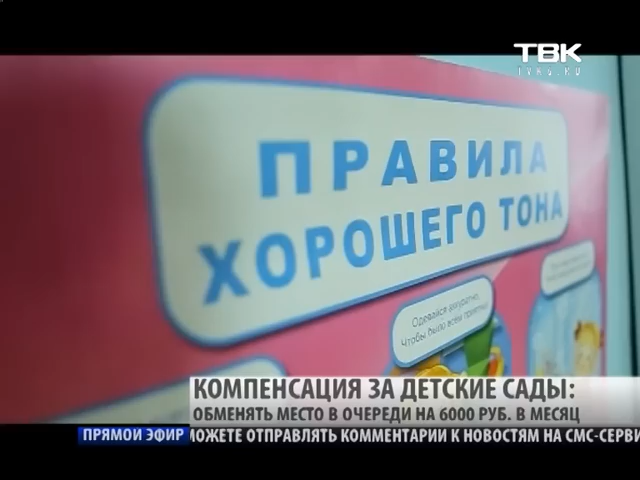 ТВК
TVK6.RU
ПРАВИЛА
ХОРОШЕГО ТОНА
Одевайся аккуратно,
Чтобы было всем приятно
КОМПЕНСАЦИЯ ЗА ДЕТСКИЕ САДЫ:
ОБМЕНЯТЬ МЕСТО В ОЧЕРЕДИ НА 6000 РУБ. В МЕСЯЦ
ПРЯМОЙ ЭФИР МОЖЕТЕ ОТПРАВЛЯТЬ КОММЕНТАРИИ К НОВОСТЯМ НА СМС-СЕРВИ